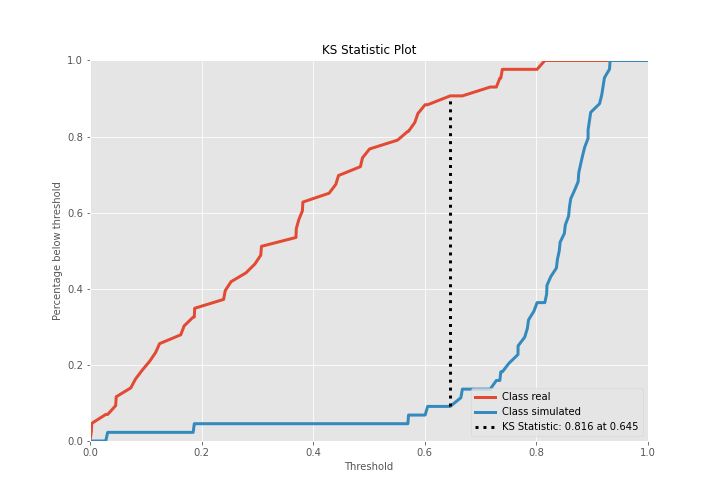 KS Statistic Plot
Percentage below threshold
1.0
0.8
0.6
0.4
0.2
0.0
Class real
Class simulated
KS Statistic: 0.816 at 0.645
0.0 0.2 0.4 0.6 0.8 1.0
Threshold